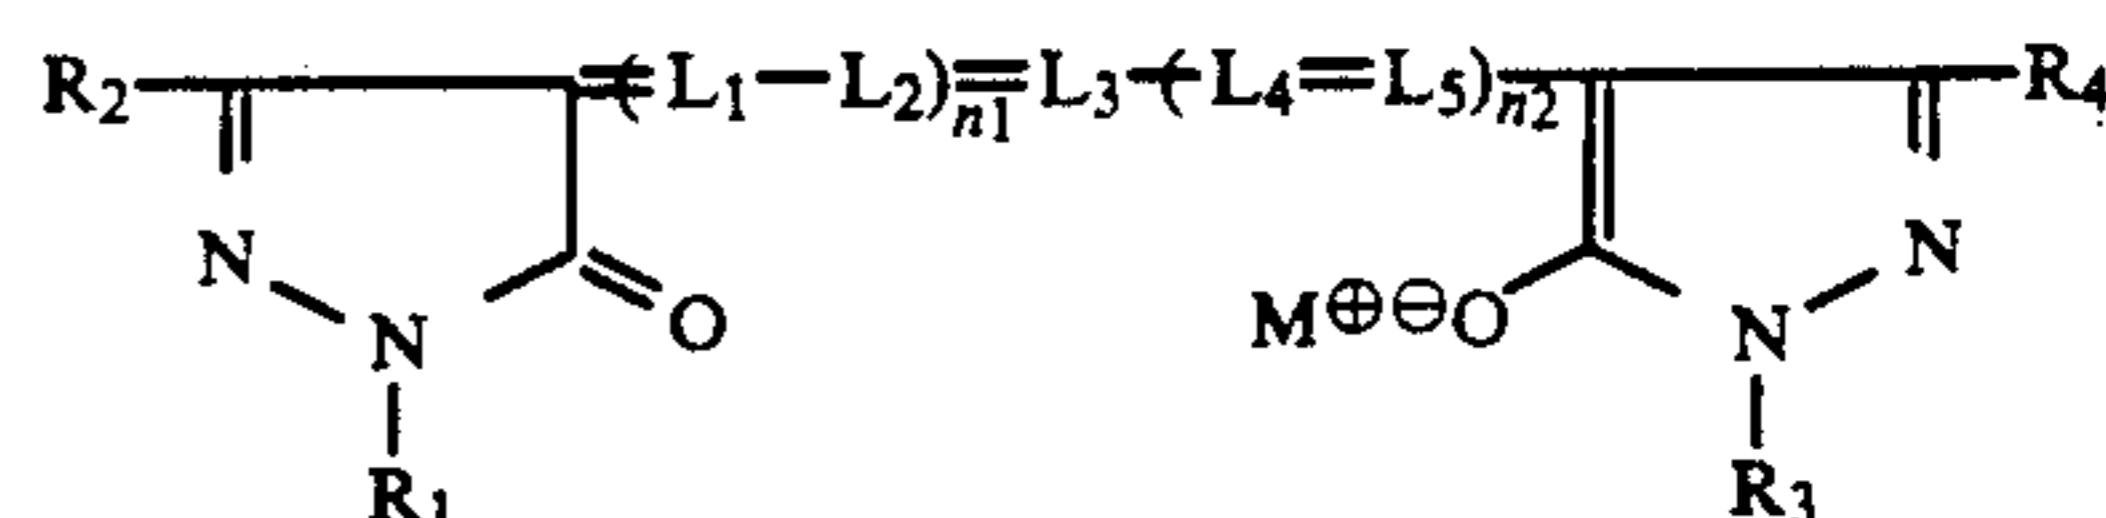 R2 =(L1—L2)n1=L3—(L4=L5)n2 R4
N N
O M⊕⊖O
N N
R1 R3